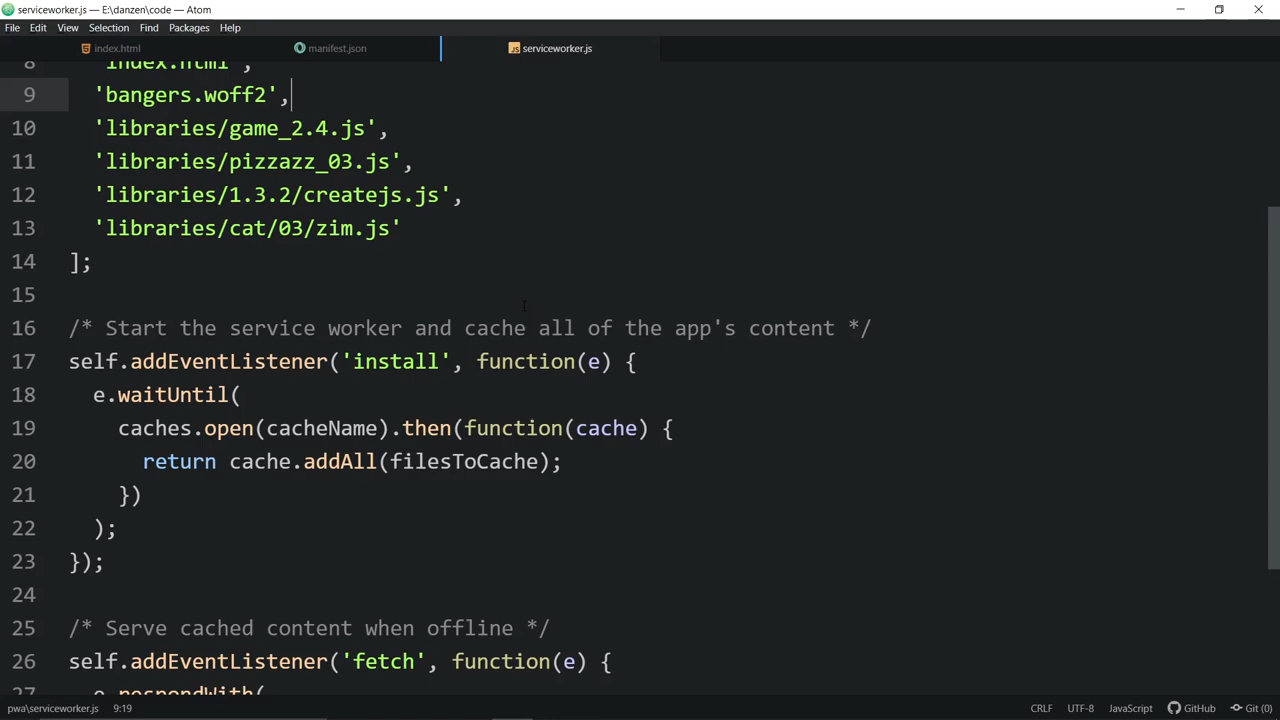 serviceworker.js — E:\danzen\code — Atom
File Edit View Selection Find Packages Help
index.html manifest.json serviceworker.js
8 'index.html',
9 'bangers.woff2',
10 'libraries/game_2.4.js',
11 'libraries/pizzazz_03.js',
12 'libraries/1.3.2/createjs.js',
13 'libraries/cat/03/zim.js'
14 ];
15
16 /* Start the service worker and cache all of the app's content */
17 self.addEventListener('install', function(e) {
18 e.waitUntil(
19 caches.open(cacheName).then(function(cache) {
20 return cache.addAll(filesToCache);
21 })
22 );
23 });
24
25 /* Serve cached content when offline */
26 self.addEventListener('fetch', function(e) {
27 e.respondWith(
pwa\serviceworker.js 9:19 CRLF UTF-8 JavaScript GitHub Git (0)